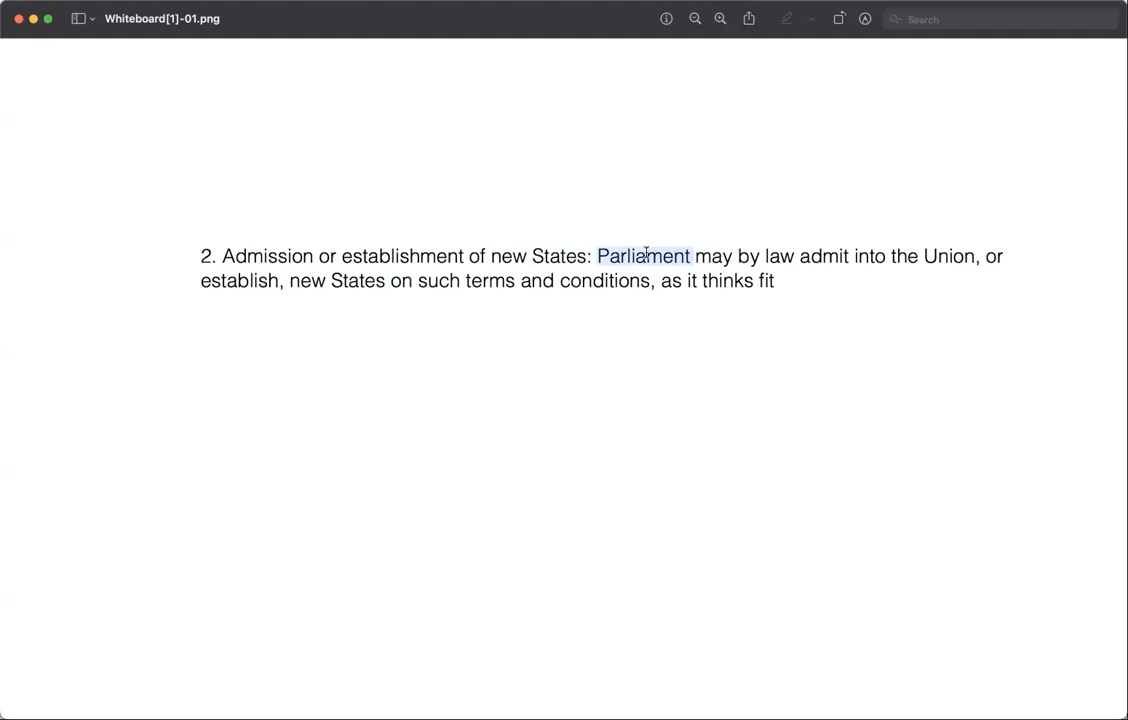 Whiteboard[1]-01.png
Search
2. Admission or establishment of new States: Parliament may by law admit into the Union, or
establish, new States on such terms and conditions, as it thinks fit